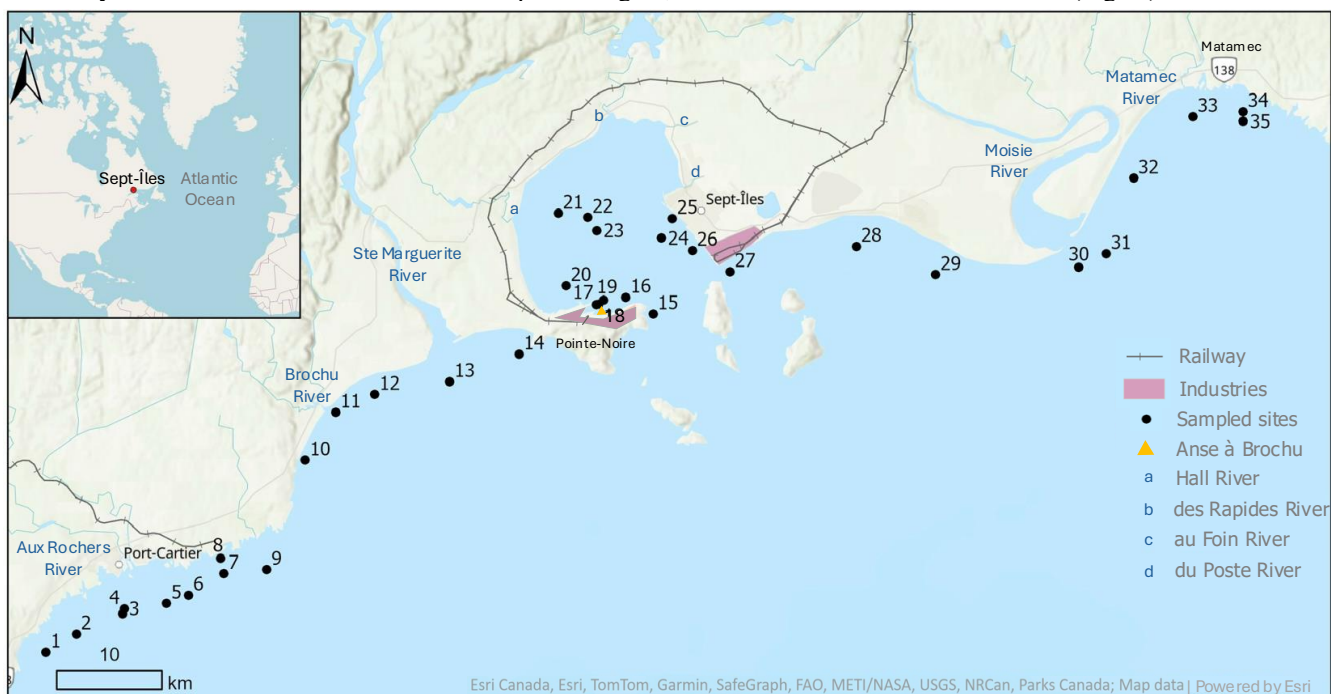 N
Sept-Îles
Atlantic
Ocean
Matamec
138
Matamec
River
33
34
35
Moisie
River
32
b
c
d
a
Sept-Îles
21
22
23
25
24
26
27
28
29
30
31
Ste Marguerite
River
20
17
19
16
18
15
Pointe-Noire
14
13
Brochu
River
12
11
10
Railway
Industries
Sampled sites
Anse à Brochu
a Hall River
b des Rapides River
c au Foin River
d du Poste River
Aux Rochers
River
Port-Cartier
8
7
9
6
5
4
3
2
1
10
km
Esri Canada, Esri, TomTom, Garmin, SafeGraph, FAO, METI/NASA, USGS, NRCan, Parks Canada; Map data | Powered by Esri